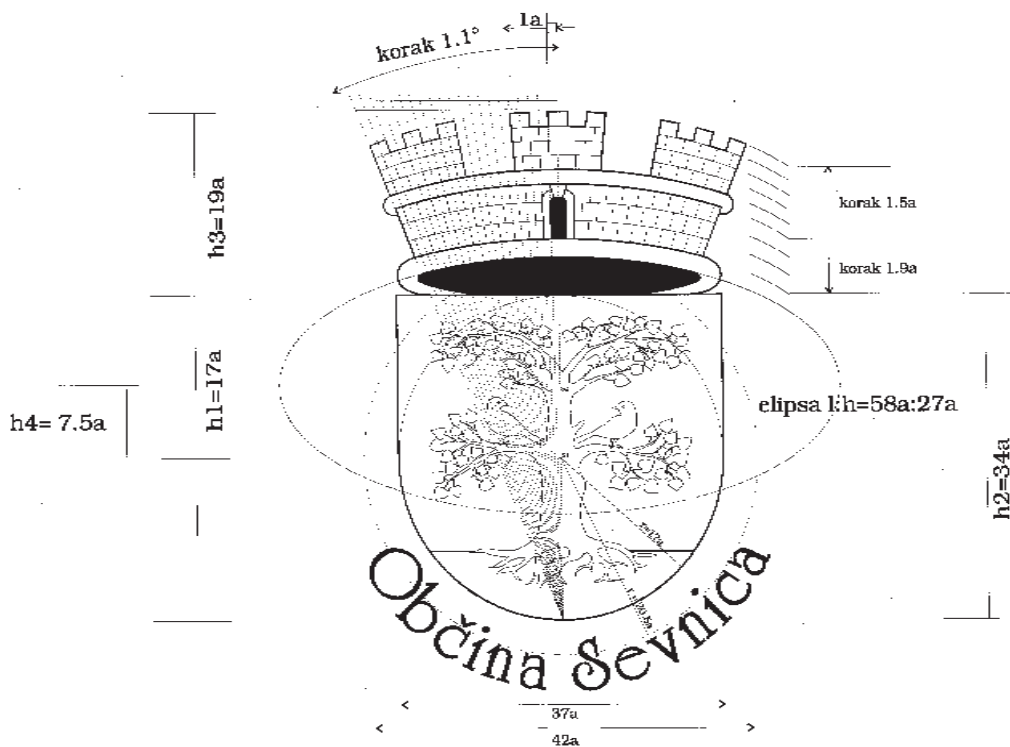 1a
korak 1.1°
h3=19a
korak 1.5a
korak 1.9a
h1=17a
h4= 7.5a
elipsa l:h=58a:27a
h2=34a
Občina Sevnica
37a
42a